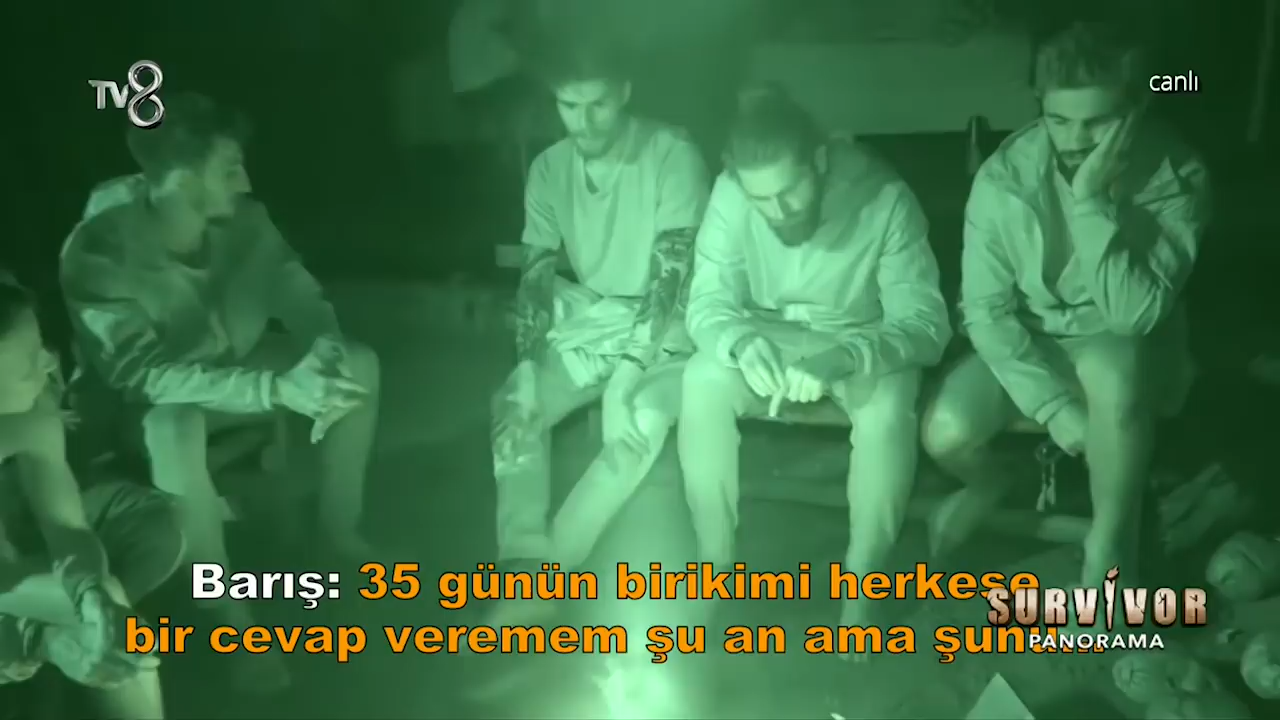 TV8
canlı
Barış: 35 günün birikimi herkese
bir cevap veremem şu an ama
SURVIVOR
PANORAMA